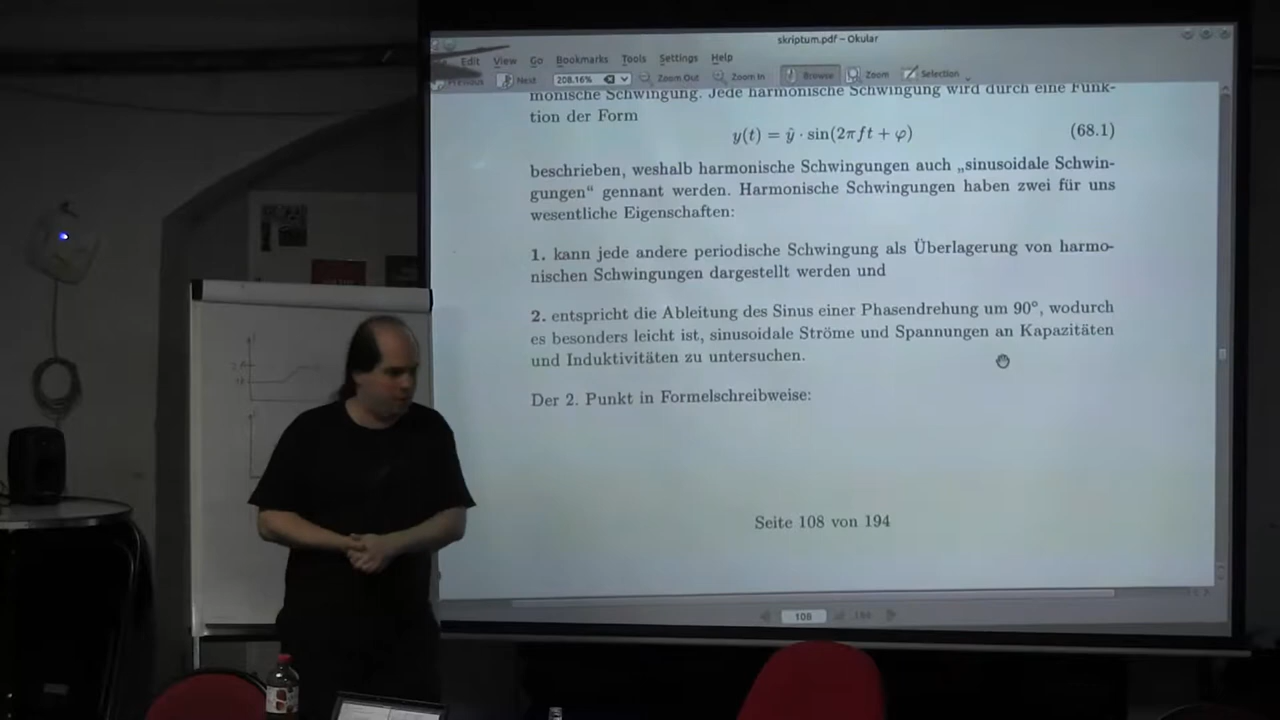 skriptum.pdf – Okular
Edit View Go Bookmarks Tools Settings Help
Previous Next 208.16% Zoom Out Zoom In Browse Zoom Selection
monische Schwingung. Jede harmonische Schwingung wird durch eine Funk-
tion der Form
y(t) = ŷ · sin(2πft + φ) (68.1)
beschrieben, weshalb harmonische Schwingungen auch „sinusoidale Schwin-
gungen“ gennant werden. Harmonische Schwingungen haben zwei für uns
wesentliche Eigenschaften:
1. kann jede andere periodische Schwingung als Überlagerung von harmo-
nischen Schwingungen dargestellt werden und
2. entspricht die Ableitung des Sinus einer Phasendrehung um 90°, wodurch
es besonders leicht ist, sinusoidale Ströme und Spannungen an Kapazitäten
und Induktivitäten zu untersuchen.
Der 2. Punkt in Formelschreibweise:
Seite 108 von 194
108 194